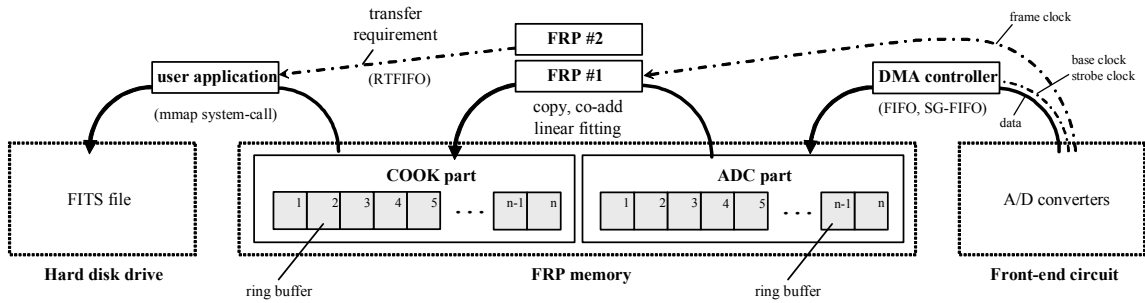 transfer
requirement
(RTFIFO)
FRP #2
FRP #1
copy, co-add
linear fitting
user application
(mmap system-call)
DMA controller
(FIFO, SG-FIFO)
frame clock
base clock
strobe clock
data
FITS file
Hard disk drive
COOK part
1 2 3 4 5 ... n-1 n
ring buffer
ADC part
1 2 3 4 5 ... n-1 n
ring buffer
FRP memory
A/D converters
Front-end circuit